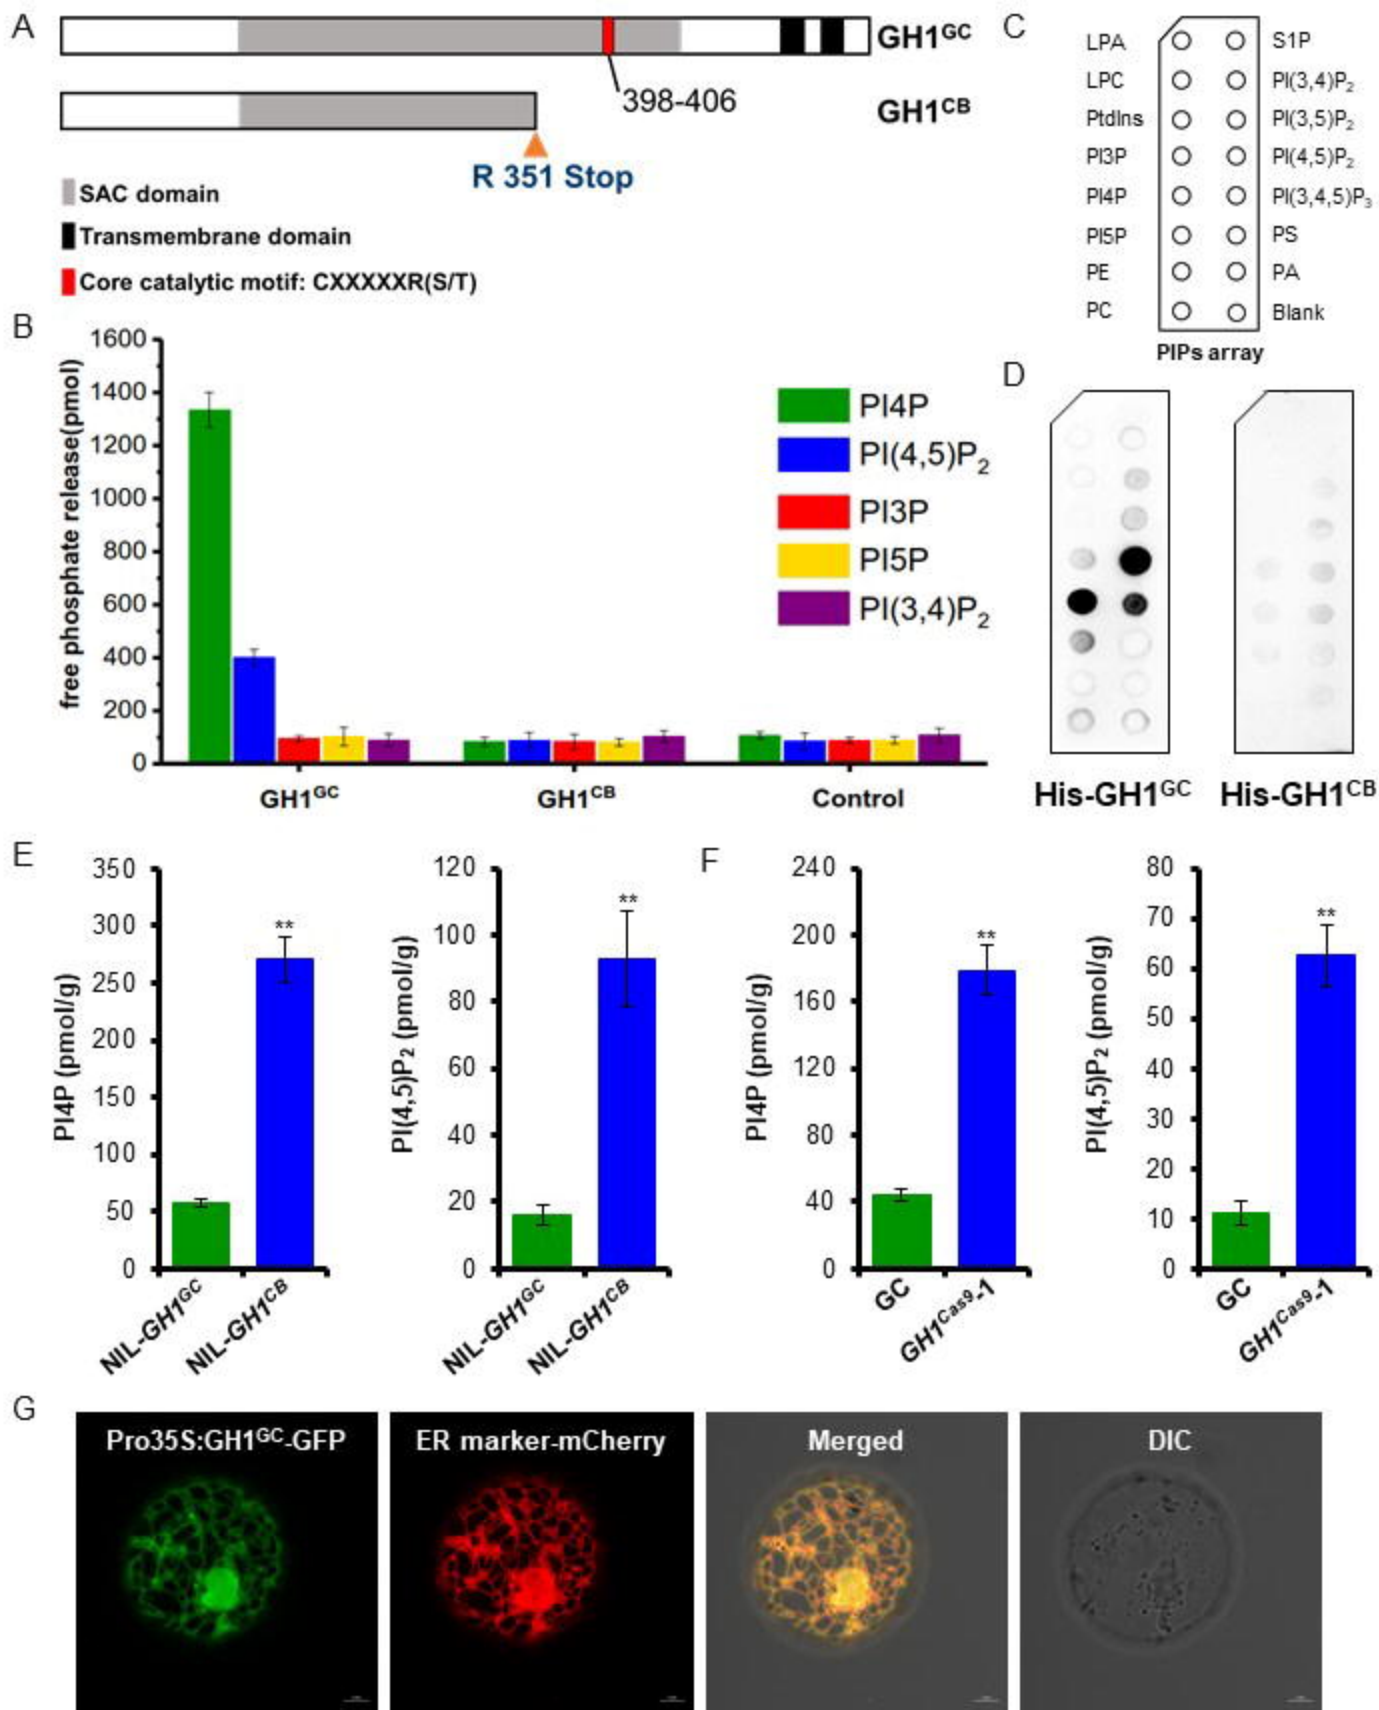 A
GH1GC
398-406
GH1CB
R 351 Stop
SAC domain
Transmembrane domain
Core catalytic motif: CXXXXXR(S/T)
C
LPA S1P
LPC PI(3,4)P2
PtdIns PI(3,5)P2
PI3P PI(4,5)P2
PI4P PI(3,4,5)P3
PI5P PS
PE PA
PC Blank
PIPs array
B
free phosphate release(pmol)
1600
1400
1200
1000
800
600
400
200
0
PI4P
PI(4,5)P2
PI3P
PI5P
PI(3,4)P2
GH1GC GH1CB Control
D
His-GH1GC His-GH1CB
E
PI4P (pmol/g)
350
300
250
200
150
100
50
0
**
NIL-GH1GC NIL-GH1CB
PI(4,5)P2 (pmol/g)
120
100
80
60
40
20
0
**
NIL-GH1GC NIL-GH1CB
F
PI4P (pmol/g)
240
200
160
120
80
40
0
**
GC GH1Cas9-1
PI(4,5)P2 (pmol/g)
80
70
60
50
40
30
20
10
0
**
GC GH1Cas9-1
G
Pro35S:GH1GC-GFP ER marker-mCherry Merged DIC